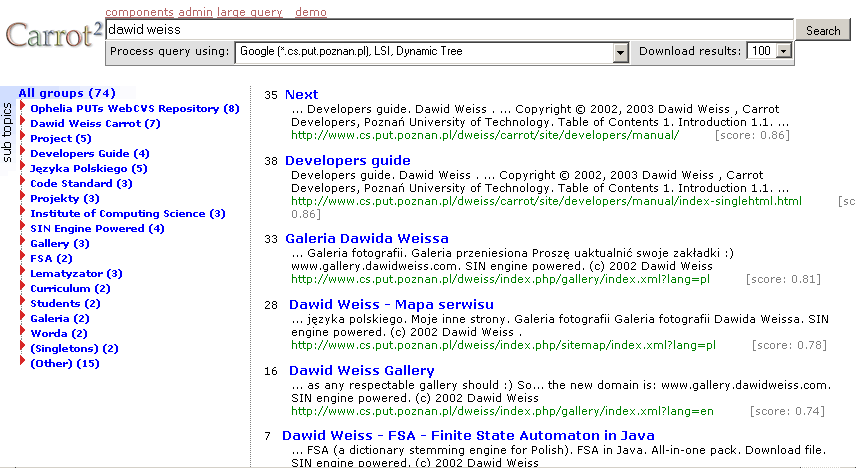 components admin large query demo
Carrot2
dawid weiss
Search
Process query using: Google (*.cs.put.poznan.pl), LSI, Dynamic Tree
Download results: 100
sub topics
All groups (74)
Ophelia PUTs WebCVS Repository (8)
Dawid Weiss Carrot (7)
Project (5)
Developers Guide (4)
Języka Polskiego (5)
Code Standard (3)
Projekty (3)
Institute of Computing Science (3)
SIN Engine Powered (4)
Gallery (3)
FSA (2)
Lematyzator (3)
Curriculum (2)
Students (2)
Galeria (2)
Worda (2)
(Singletons) (2)
(Other) (15)
35 Next
... Developers guide. Dawid Weiss . ... Copyright © 2002, 2003 Dawid Weiss , Carrot
Developers, Poznań University of Technology. Table of Contents 1. Introduction 1.1. ...
http://www.cs.put.poznan.pl/dweiss/carrot/site/developers/manual/ [score: 0.86]
38 Developers guide
Developers guide. Dawid Weiss . ... Copyright © 2002, 2003 Dawid Weiss , Carrot
Developers, Poznań University of Technology. Table of Contents 1. Introduction 1.1. ...
http://www.cs.put.poznan.pl/dweiss/carrot/site/developers/manual/index-singlehtml.html [sc
0.86]
33 Galeria Dawida Weissa
... Galeria fotografii. Galeria przeniesiona Proszę uaktualnić swoje zakładki :)
www.gallery.dawidweiss.com. SIN engine powered. (c) 2002 Dawid Weiss
http://www.cs.put.poznan.pl/dweiss/index.php/gallery/index.xml?lang=pl [score: 0.81]
28 Dawid Weiss - Mapa serwisu
... języka polskiego. Moje inne strony. Galeria fotografii Galeria fotografii Dawida Weissa. SIN
engine powered. (c) 2002 Dawid Weiss .
http://www.cs.put.poznan.pl/dweiss/index.php/sitemap/index.xml?lang=pl [score: 0.78]
16 Dawid Weiss Gallery
... as any respectable gallery should :) So... the new domain is: www.gallery.dawidweiss.com.
SIN engine powered. (c) 2002 Dawid Weiss
http://www.cs.put.poznan.pl/dweiss/index.php/gallery/index.xml?lang=en [score: 0.74]
7 Dawid Weiss - FSA - Finite State Automaton in Java
... FSA (a dictionary stemming engine for Polish). FSA in Java. All-in-one pack. Download file.
SIN engine powered. (c) 2002 Dawid Weiss